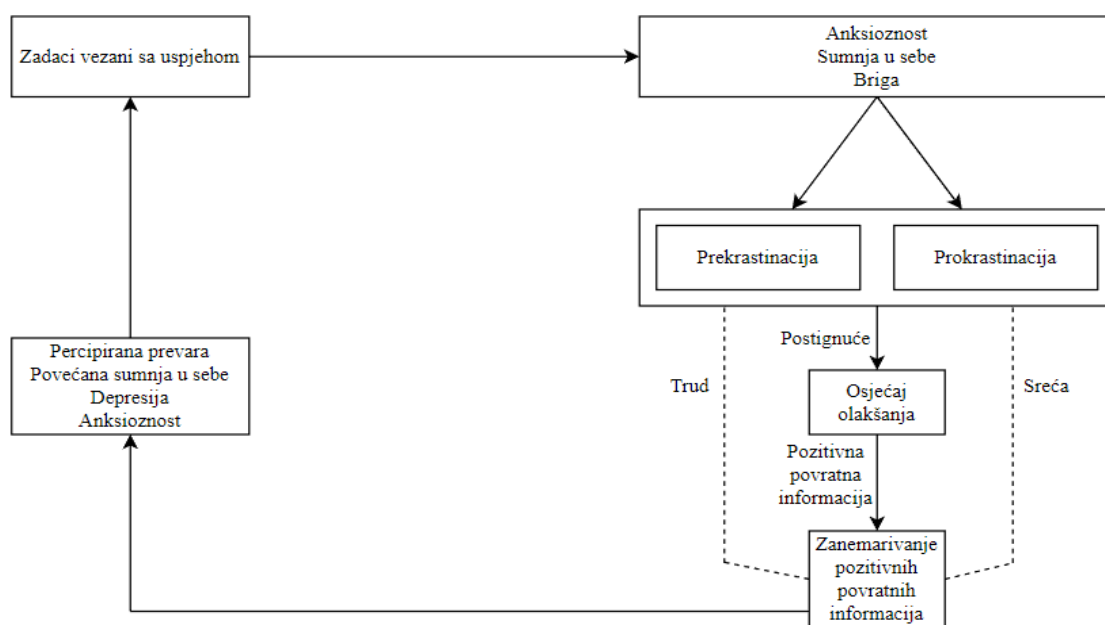 Zadaci vezani sa uspjehom
Anksioznost
Sumnja u sebe
Briga
Prekrastinacija
Prokrastinacija
Postignuće
Trud
Sreća
Osjećaj
olakšanja
Pozitivna
povratna
informacija
Zanemarivanje
pozitivnih
povratnih
informacija
Percipirana prevara
Povećana sumnja u sebe
Depresija
Anksioznost